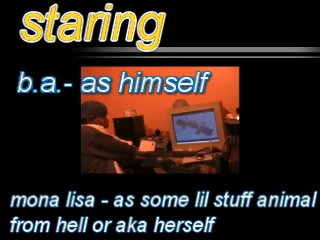 staring
b.a.- as himself
mona lisa - as some lil stuff animal
from hell or aka herself